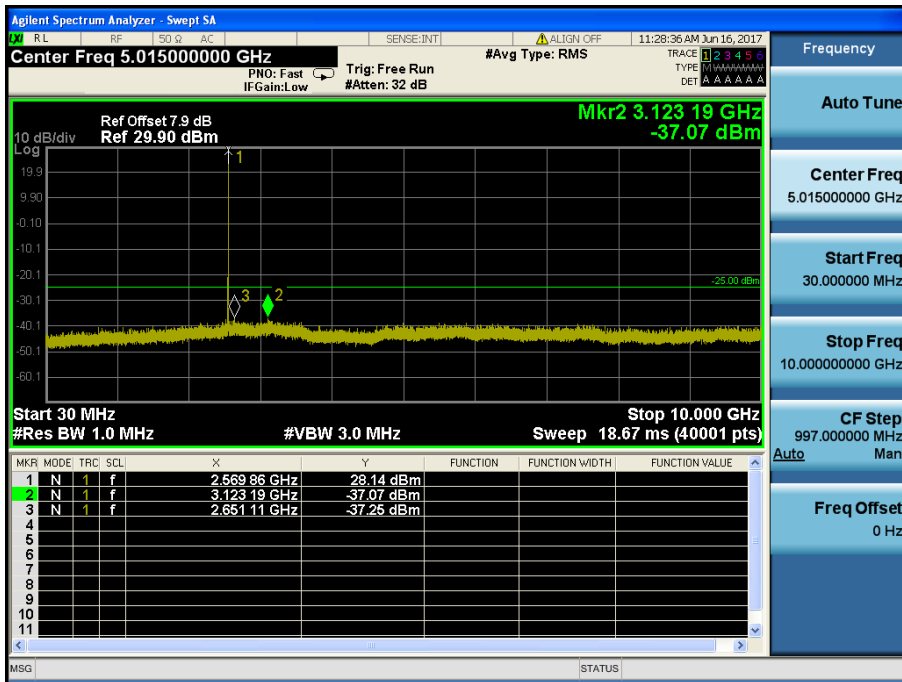 Agilent Spectrum Analyzer - Swept SA
LXI RL RF 50 Ω AC SENSE:INT ALIGN OFF 11:28:36 AM Jun 16, 2017
Center Freq 5.015000000 GHz #Avg Type: RMS TRACE 1 2 3 4 5 6
PNO: Fast Trig: Free Run TYPE M WWWWW
IFGain:Low #Atten: 32 dB DET A A A A A A
Mkr2 3.123 19 GHz
-37.07 dBm
Ref Offset 7.9 dB
10 dB/div Ref 29.90 dBm
Log
1
19.9
9.90
-0.10
-10.1
-20.1
-25.00 dBm
-30.1
3 2
-40.1
-50.1
-60.1
Start 30 MHz Stop 10.000 GHz
#Res BW 1.0 MHz #VBW 3.0 MHz Sweep 18.67 ms (40001 pts)
MKR MODE TRC SCL X Y FUNCTION FUNCTION WIDTH FUNCTION VALUE
1 N 1 f 2.569 86 GHz 28.14 dBm
2 N 1 f 3.123 19 GHz -37.07 dBm
3 N 1 f 2.651 11 GHz -37.25 dBm
4
5
6
7
8
9
10
11
MSG STATUS
Frequency
Auto Tune
Center Freq
5.015000000 GHz
Start Freq
30.000000 MHz
Stop Freq
10.000000000 GHz
CF Step
997.000000 MHz
Auto Man
Freq Offset
0 Hz